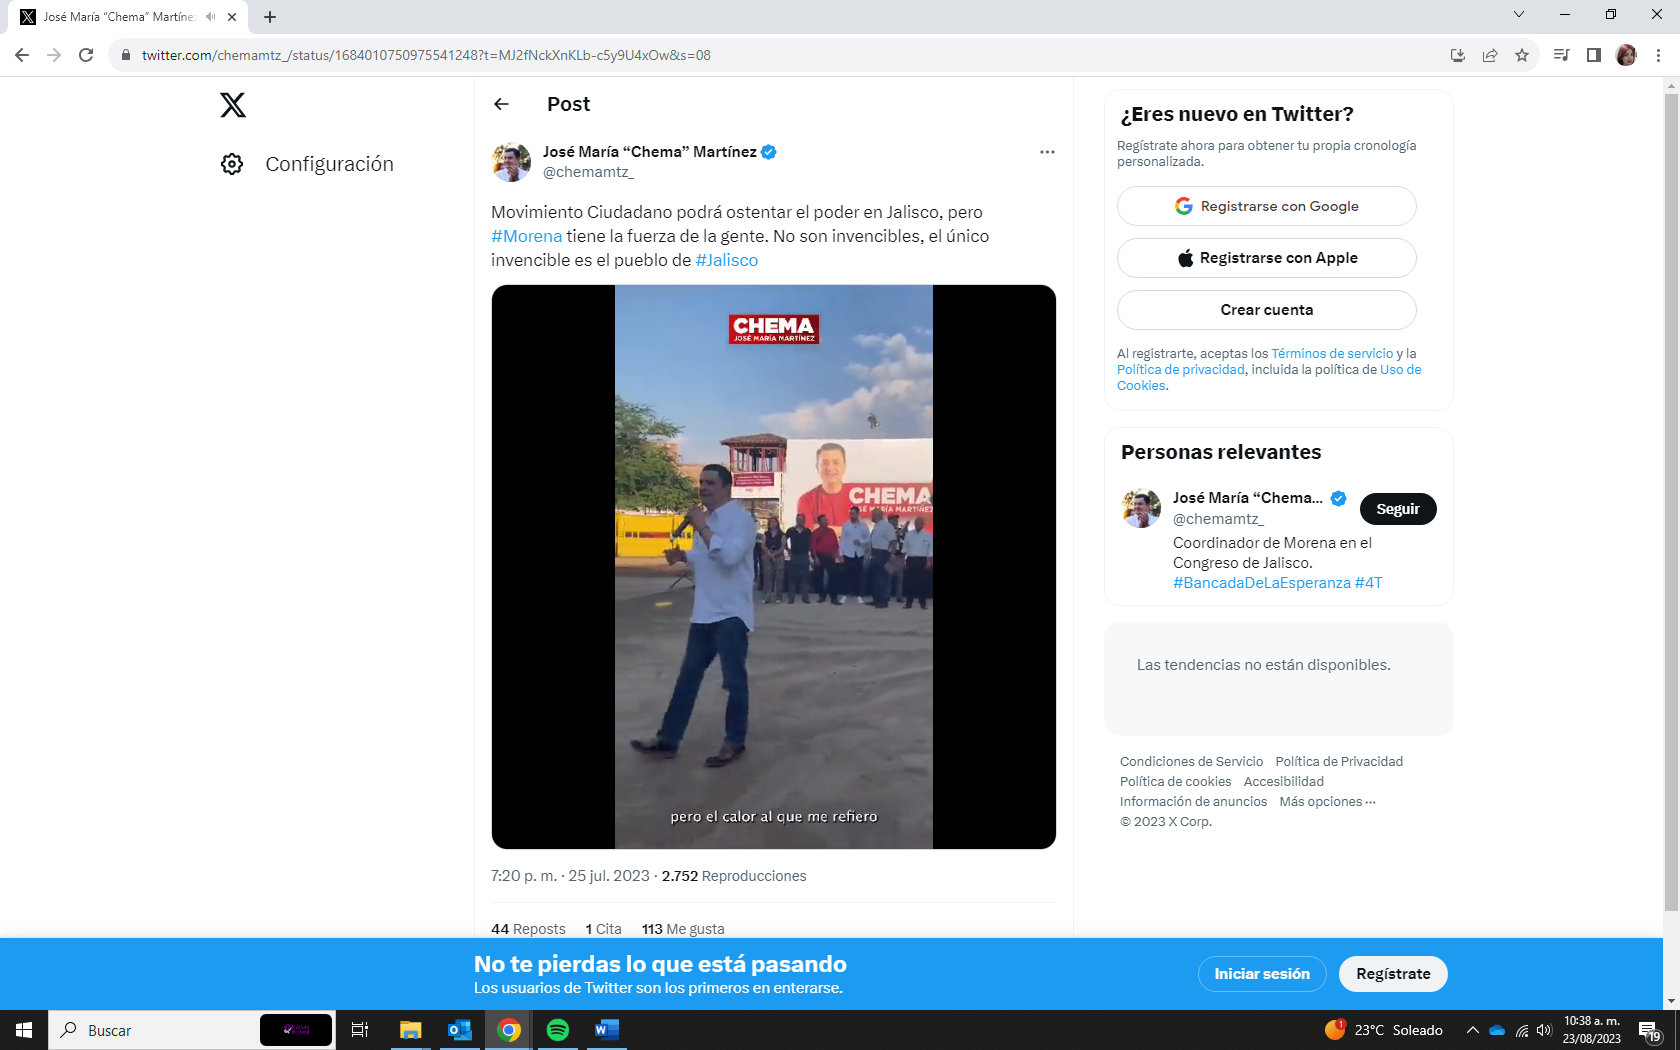 José María “Chema” Martínez
twitter.com/chemamtz_/status/1684010750975541248?t=MJ2fNckXnKLb-c5y9U4xOw&s=08
Configuración
Post
José María “Chema” Martínez
@chemamtz_
Movimiento Ciudadano podrá ostentar el poder en Jalisco, pero
#Morena tiene la fuerza de la gente. No son invencibles, el único
invencible es el pueblo de #Jalisco
CHEMA
JOSÉ MARÍA MARTÍNEZ
CHEMA
JOSÉ MARÍA MARTÍNEZ
pero el calor al que me refiero
7:20 p. m. · 25 jul. 2023 · 2.752 Reproducciones
44 Reposts 1 Cita 113 Me gusta
¿Eres nuevo en Twitter?
Regístrate ahora para obtener tu propia cronología
personalizada.
Registrarse con Google
Registrarse con Apple
Crear cuenta
Al registrarte, aceptas los Términos de servicio y la
Política de privacidad, incluida la política de Uso de
Cookies.
Personas relevantes
José María “Chema...
@chemamtz_
Seguir
Coordinador de Morena en el
Congreso de Jalisco.
#BancadaDeLaEsperanza #4T
Las tendencias no están disponibles.
Condiciones de Servicio Política de Privacidad
Política de cookies Accesibilidad
Información de anuncios Más opciones ···
© 2023 X Corp.
No te pierdas lo que está pasando
Los usuarios de Twitter son los primeros en enterarse.
Iniciar sesión
Regístrate
Buscar
1
23°C Soleado
10:38 a. m.
23/08/2023
19